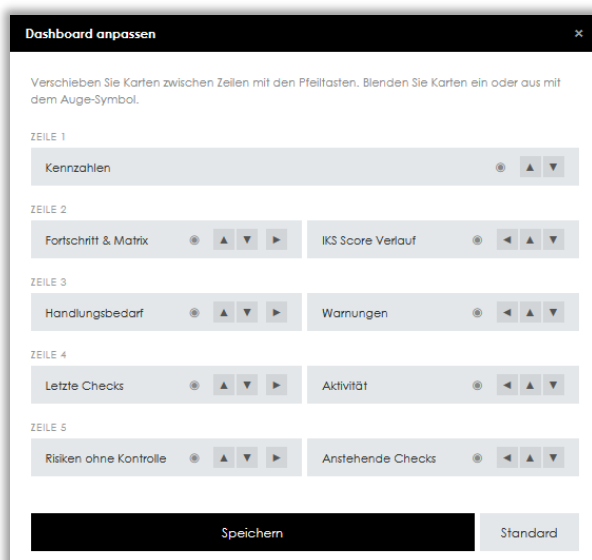 Dashboard anpassen ×
Verschieben Sie Karten zwischen Zeilen mit den Pfeiltasten. Blenden Sie Karten ein oder aus mit
dem Auge-Symbol.
ZEILE 1
Kennzahlen
ZEILE 2
Fortschritt & Matrix
IKS Score Verlauf
ZEILE 3
Handlungsbedarf
Warnungen
ZEILE 4
Letzte Checks
Aktivität
ZEILE 5
Risiken ohne Kontrolle
Anstehende Checks
Speichern
Standard